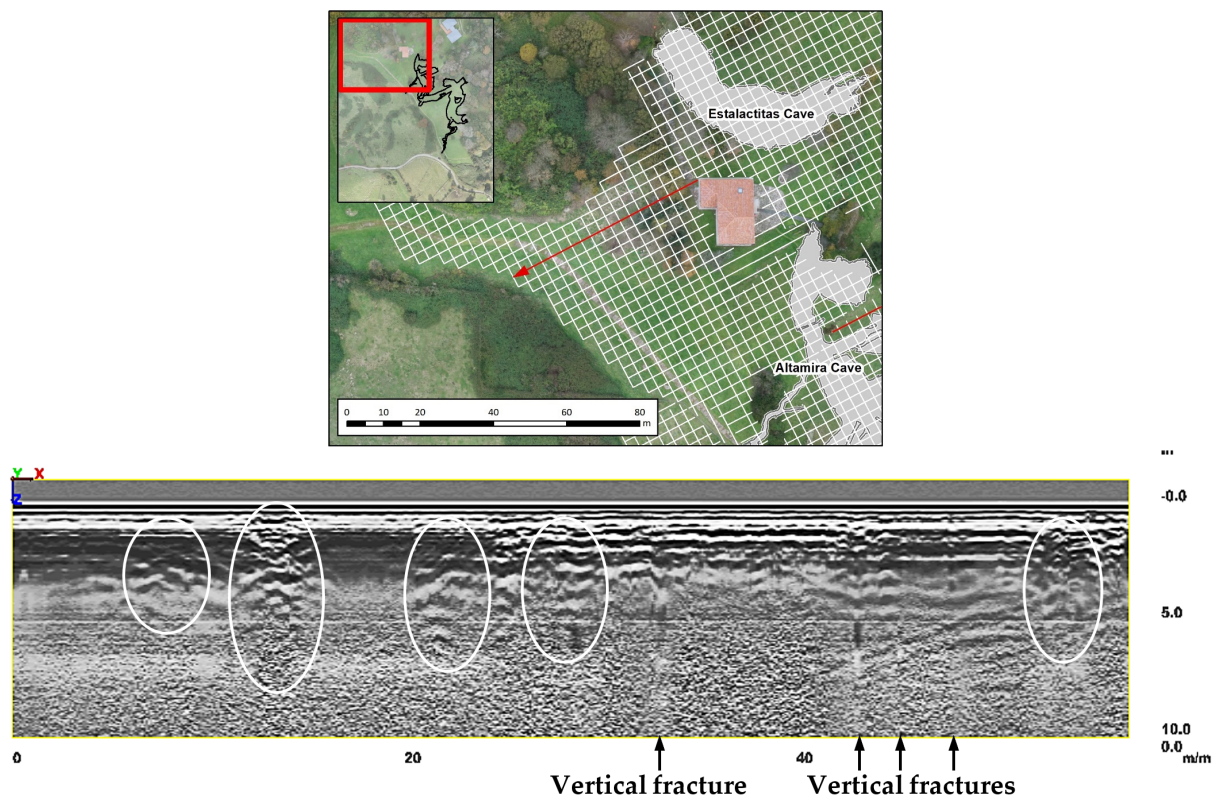 Estalactitas Cave
Altamira Cave
0 10 20 40 60 80
m
Y X
Z
-0.0
5.0
10.0
0.0
m/m
0 20 40
Vertical fracture Vertical fractures